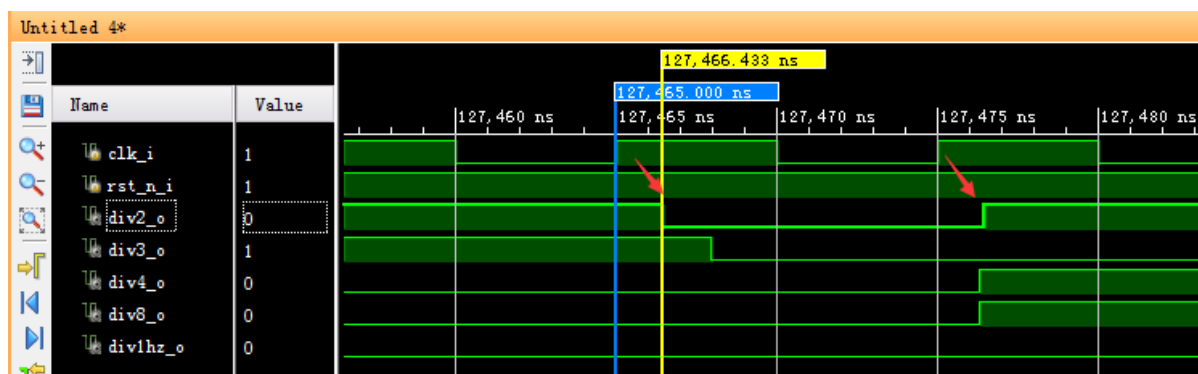 Untitled 4*
127,466.433 ns
127,465.000 ns
Name Value
127,460 ns 127,465 ns 127,470 ns 127,475 ns 127,480 ns
clk_i 1
rst_n_i 1
div2_o 0
div3_o 1
div4_o 0
div8_o 0
div1hz_o 0